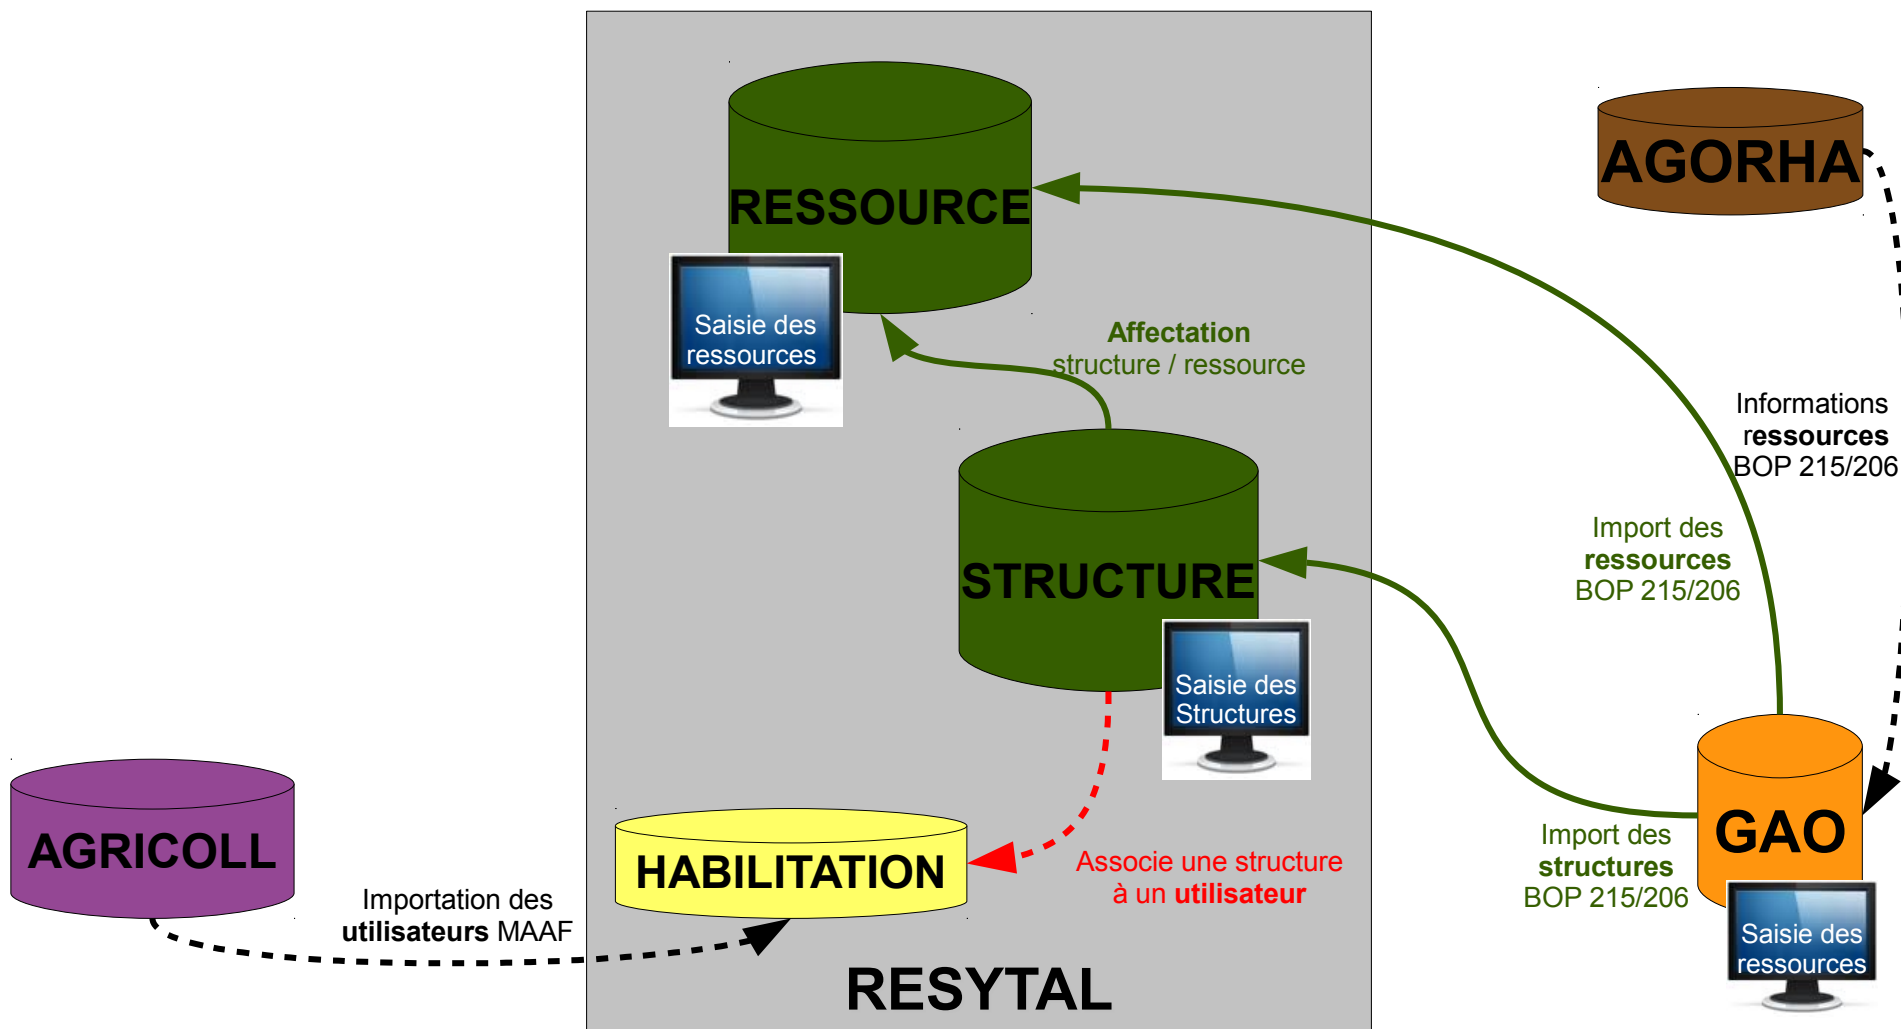 AGORHA
RESSOURCE
Saisie des
ressources
Affectation
structure / ressource
Informations
ressources
BOP 215/206
Import des
ressources
BOP 215/206
STRUCTURE
Saisie des
Structures
AGRICOLL
Importation des
utilisateurs MAAF
HABILITATION
Associe une structure
à un utilisateur
Import des
structures
BOP 215/206
GAO
Saisie des
ressources
RESYTAL